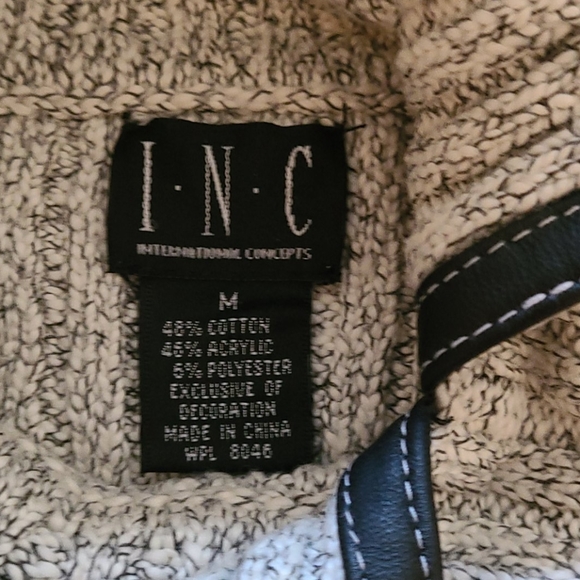 I·N·C
INTERNATIONAL CONCEPTS
M
48% COTTON
46% ACRYLIC
6% POLYESTER
EXCLUSIVE OF
DECORATION
MADE IN CHINA
WPL 8046